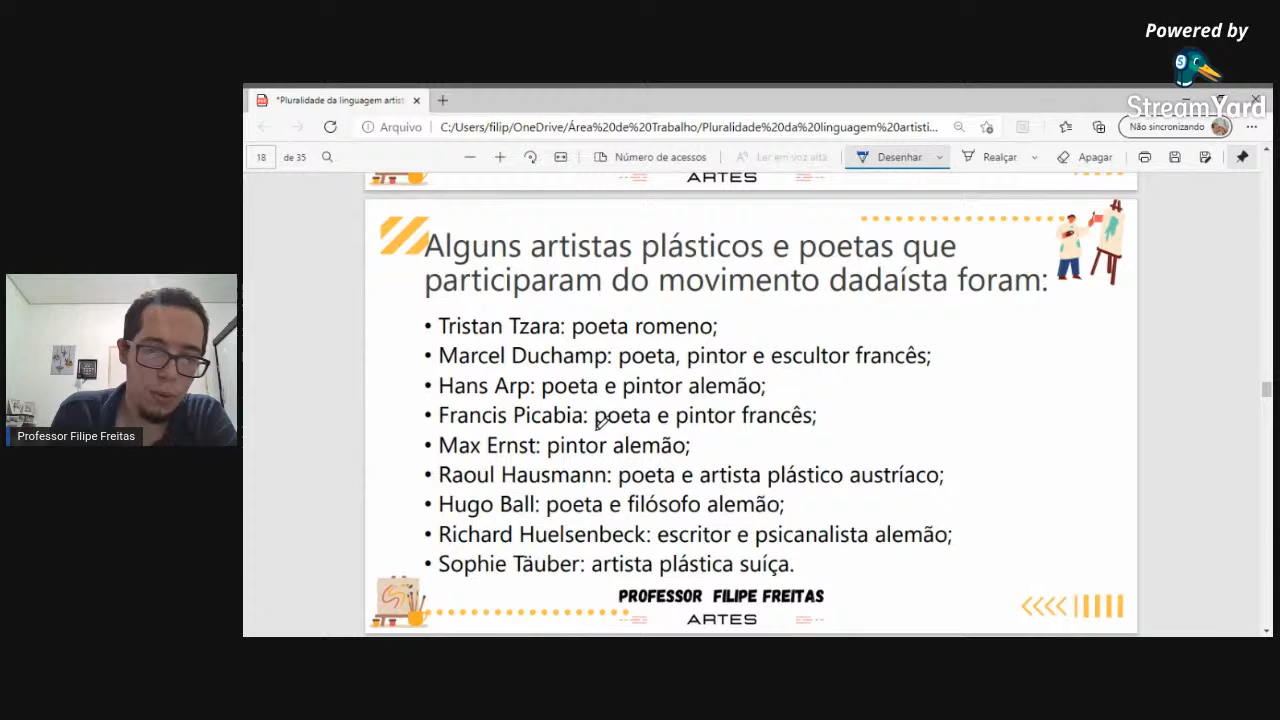 Powered by
StreamYard
*Pluralidade da linguagem artist
Arquivo
C:/Users/filip/OneDrive/Área%20de%20Trabalho/Pluralidade%20da%20linguagem%20artisti...
Não sincronizando
18 de 35
Número de acessos
Ler em voz alta
Desenhar
Realçar
Apagar
ARTES
Alguns artistas plásticos e poetas que
participaram do movimento dadaísta foram:
• Tristan Tzara: poeta romeno;
• Marcel Duchamp: poeta, pintor e escultor francês;
• Hans Arp: poeta e pintor alemão;
• Francis Picabia: poeta e pintor francês;
• Max Ernst: pintor alemão;
• Raoul Hausmann: poeta e artista plástico austríaco;
• Hugo Ball: poeta e filósofo alemão;
• Richard Huelsenbeck: escritor e psicanalista alemão;
• Sophie Täuber: artista plástica suíça.
PROFESSOR FILIPE FREITAS
ARTES
Professor Filipe Freitas